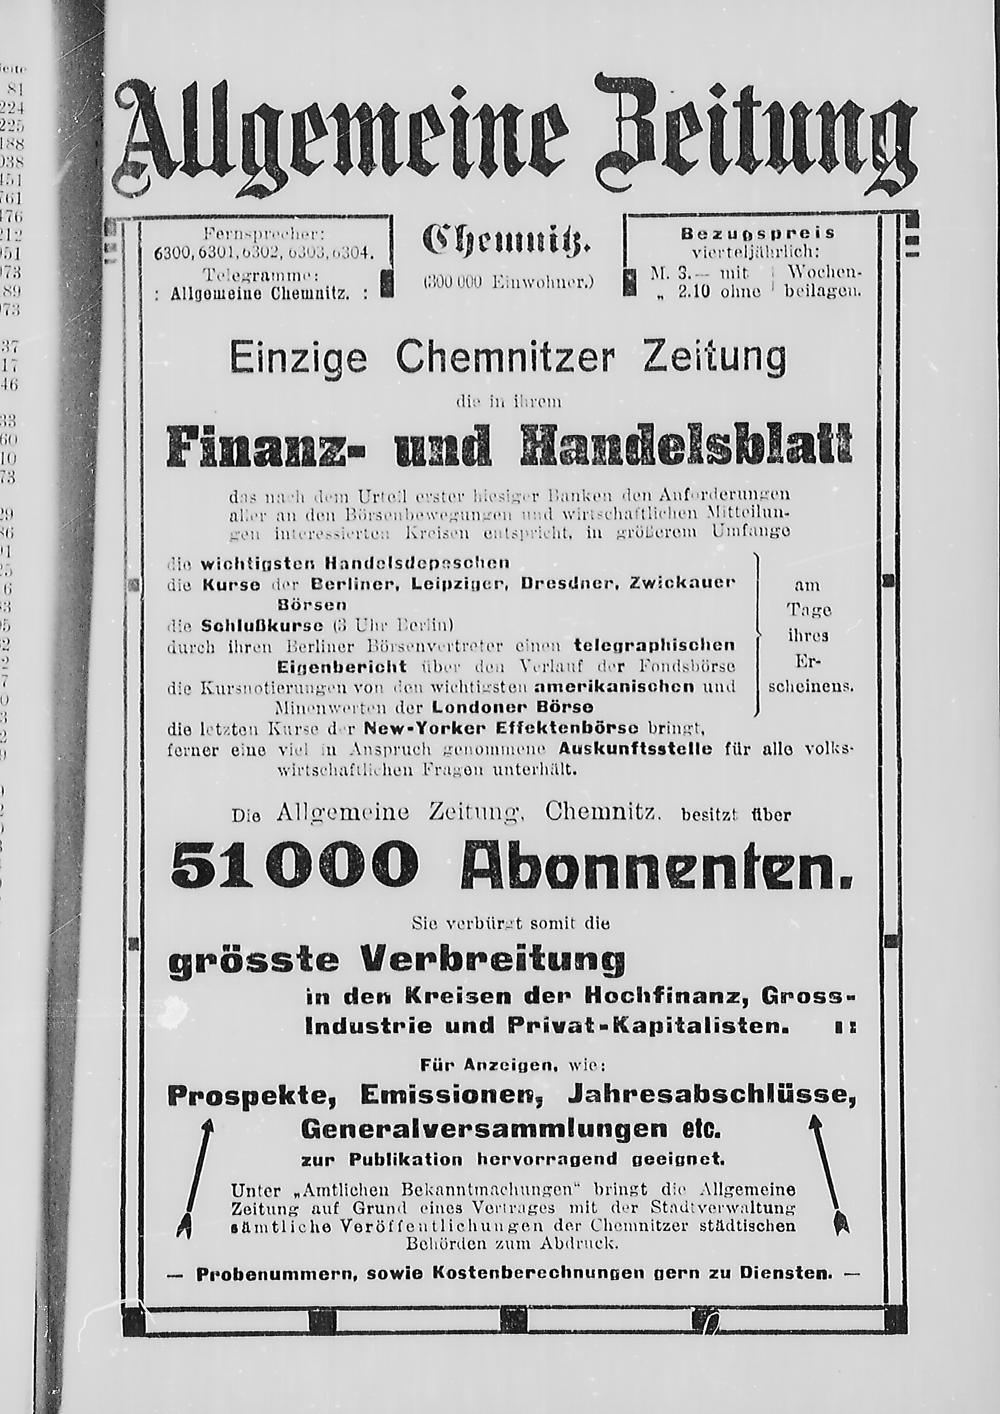 Allgemeine Zeitung
Fernsprecher:
6300, 6301, 6302, 6303, 6304.
Telegramme:
: Allgemeine Chemnitz. :
Chemnitz.
(300 000 Einwohner.)
Bezugspreis
vierteljährlich:
M. 3.— mit Wochen-
„ 2.10 ohne beilagen.
Einzige Chemnitzer Zeitung
die in ihrem
Finanz- und Handelsblatt
das nach dem Urteil erster hiesiger Banken den Anforderungen
aller an den Börsenbewegungen und wirtschaftlichen Mitteilun-
gen interessierten Kreisen entspricht, in größerem Umfange
die wichtigsten Handelsdepeschen
die Kurse der Berliner, Leipziger, Dresdner, Zwickauer
Börsen
die Schlußkurse (3 Uhr Berlin)
durch ihren Berliner Börsenvertreter einen telegraphischen
Eigenbericht über den Verlauf der Fondsbörse
die Kursnotierungen von den wichtigsten amerikanischen und
Minenwerten der Londoner Börse
am
Tage
ihres
Er-
scheinens.
die letzten Kurse der New-Yorker Effektenbörse bringt,
ferner eine viel in Anspruch genommene Auskunftsstelle für alle volks-
wirtschaftlichen Fragen unterhält.
Die Allgemeine Zeitung, Chemnitz, besitzt über
51000 Abonnenten.
Sie verbürgt somit die
grösste Verbreitung
in den Kreisen der Hochfinanz, Gross-
Industrie und Privat-Kapitalisten.
Für Anzeigen, wie:
Prospekte, Emissionen, Jahresabschlüsse,
Generalversammlungen etc.
zur Publikation hervorragend geeignet.
Unter „Amtlichen Bekanntmachungen“ bringt die Allgemeine
Zeitung auf Grund eines Vertrages mit der Stadtverwaltung
sämtliche Veröffentlichungen der Chemnitzer städtischen
Behörden zum Abdruck.
— Probenummern, sowie Kostenberechnungen gern zu Diensten. —